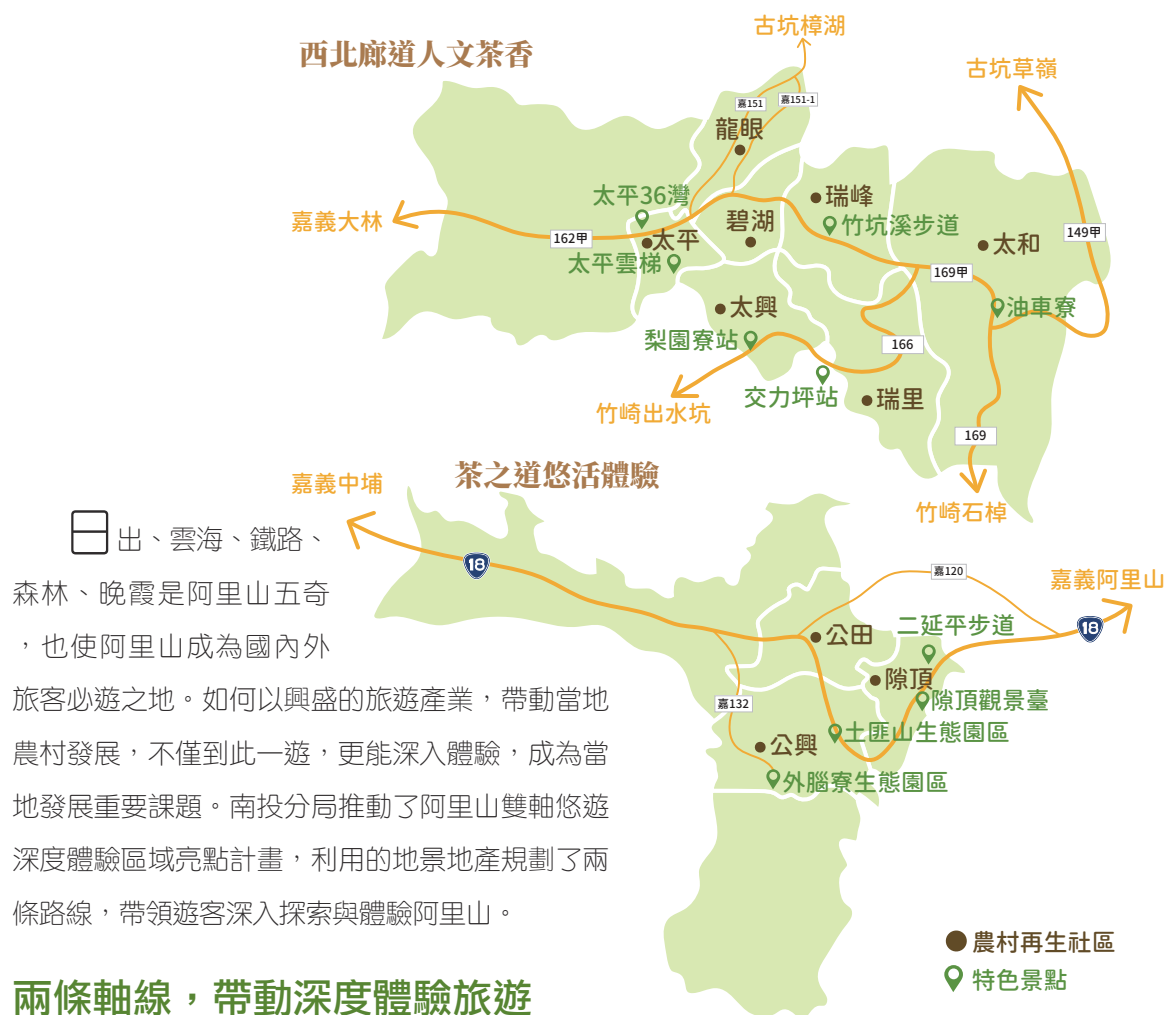 西北廊道人文茶香
古坑樟湖
古坑草嶺
嘉151
嘉151-1
龍眼
太平36灣
瑞峰
嘉義大林
碧湖
竹坑溪步道
149甲
162甲
太平
太和
太平雲梯
169甲
太興
油車寮
梨園寮站
166
交力坪站
瑞里
竹崎出水坑
169
竹崎石棹
茶之道悠活體驗
嘉義中埔
18
嘉120
嘉義阿里山
18
二延平步道
公田
隙頂
隙頂觀景臺
嘉132
土匪山生態園區
公興
外腦寮生態園區
農村再生社區
特色景點
日出、雲海、鐵路、
森林、晚霞是阿里山五奇
，也使阿里山成為國內外
旅客必遊之地。如何以興盛的旅遊產業，帶動當地
農村發展，不僅到此一遊，更能深入體驗，成為當
地發展重要課題。南投分局推動了阿里山雙軸悠遊
深度體驗區域亮點計畫，利用的地景地產規劃了兩
條路線，帶領遊客深入探索與體驗阿里山。
兩條軸線，帶動深度體驗旅遊